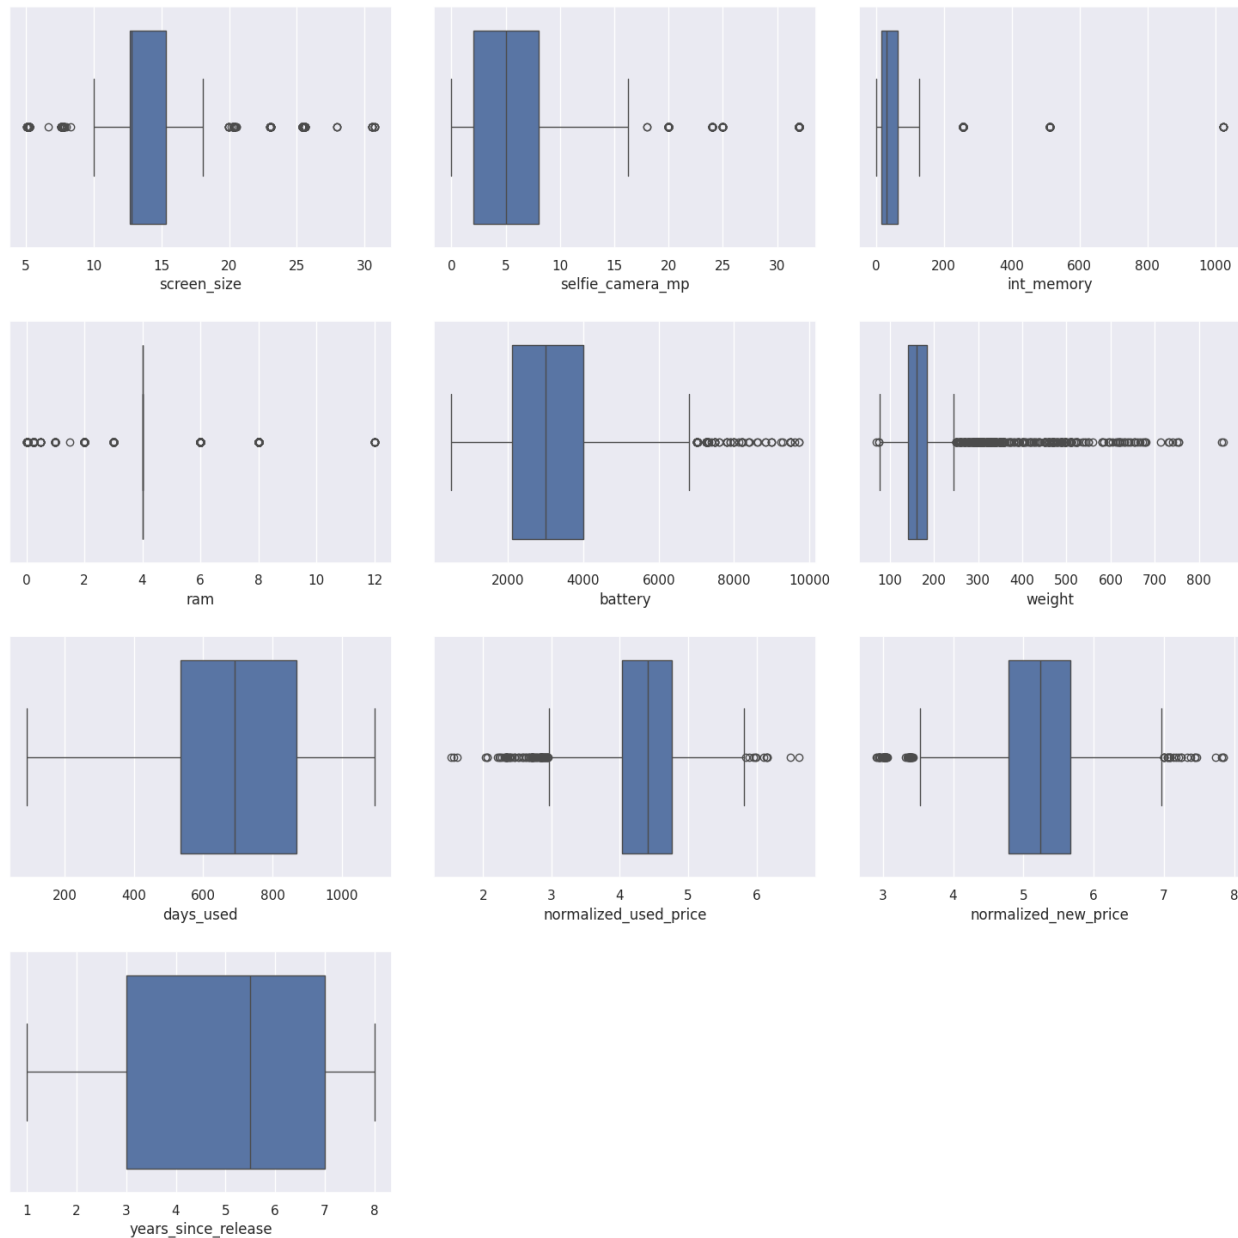 5 10 15 20 25 30
screen_size
0 5 10 15 20 25 30
selfie_camera_mp
0 200 400 600 800 1000
int_memory
0 2 4 6 8 10 12
ram
2000 4000 6000 8000 10000
battery
100 200 300 400 500 600 700 800
weight
200 400 600 800 1000
days_used
2 3 4 5 6
normalized_used_price
3 4 5 6 7 8
normalized_new_price
1 2 3 4 5 6 7 8
years_since_release